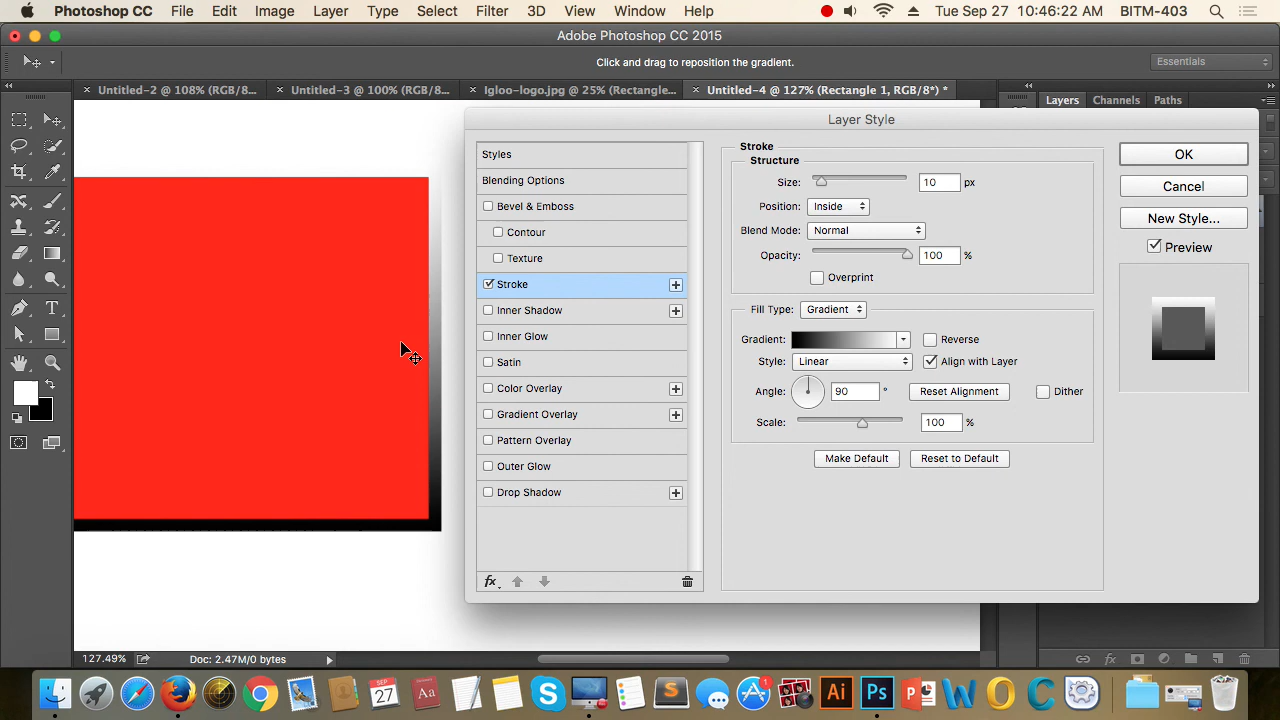 Photoshop CC File Edit Image Layer Type Select Filter 3D View Window Help Tue Sep 27 10:46:22 AM BITM-403
Adobe Photoshop CC 2015
Click and drag to reposition the gradient. Essentials
Untitled-2 @ 108% (RGB/8... Untitled-3 @ 100% (RGB/8... Igloo-logo.jpg @ 25% (Rectangle... Untitled-4 @ 127% (Rectangle 1, RGB/8*) *
Layers Channels Paths
Layer Style
Styles
Blending Options
Bevel & Emboss
Contour
Texture
Stroke
Inner Shadow
Inner Glow
Satin
Color Overlay
Gradient Overlay
Pattern Overlay
Outer Glow
Drop Shadow
fx
Stroke
Structure
Size: 10 px
Position: Inside
Blend Mode: Normal
Opacity: 100 %
Overprint
Fill Type: Gradient
Gradient: Reverse
Style: Linear Align with Layer
Angle: 90 ° Reset Alignment Dither
Scale: 100 %
Make Default Reset to Default
OK
Cancel
New Style...
Preview
127.49% Doc: 2.47M/0 bytes
fx
SEP
27
Aa
S
1
Ai
Ps
P
W
O
C